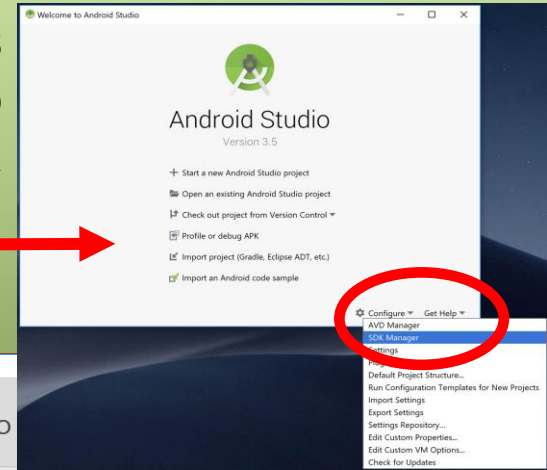 Welcome to Android Studio
Android Studio
Version 3.5
+ Start a new Android Studio project
Open an existing Android Studio project
Check out project from Version Control
Profile or debug APK
Import project (Gradle, Eclipse ADT, etc.)
Import an Android code sample
Configure Get Help
AVD Manager
SDK Manager
Settings
Default Project Structure...
Run Configuration Templates for New Projects
Import Settings
Export Settings
Settings Repository...
Edit Custom Properties...
Edit Custom VM Options...
Check for Updates